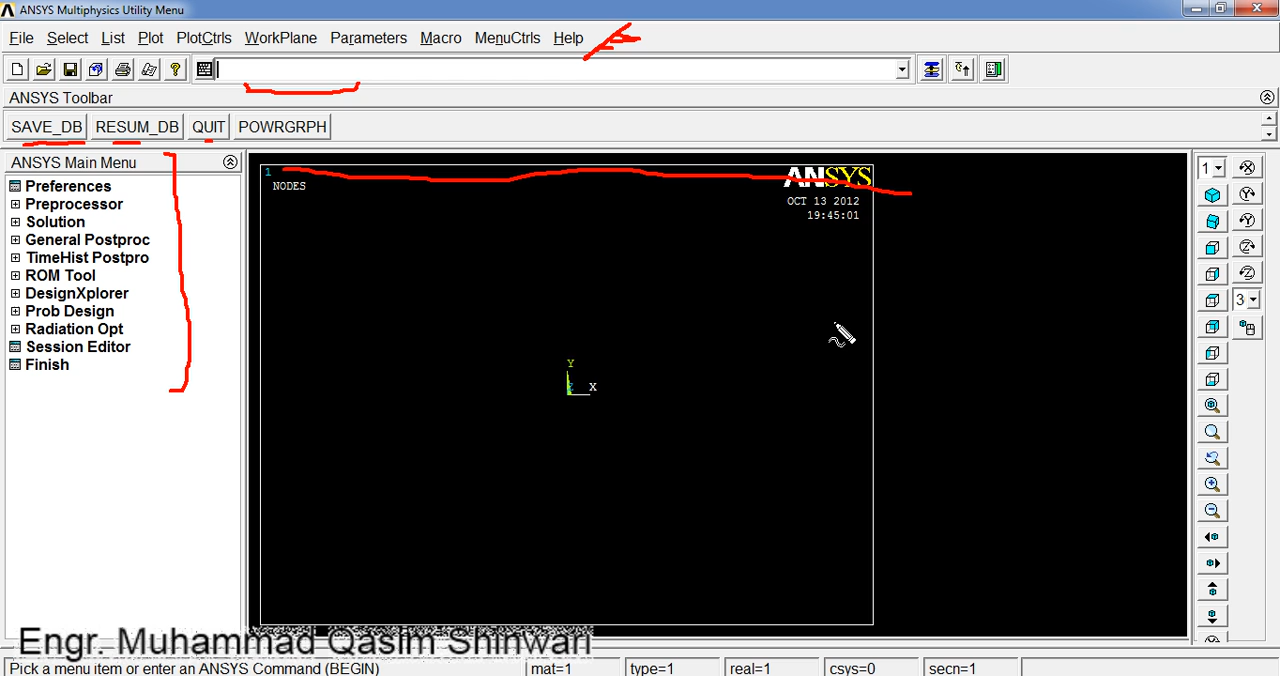 ANSYS Multiphysics Utility Menu
File Select List Plot PlotCtrls WorkPlane Parameters Macro MenuCtrls Help
ANSYS Toolbar
SAVE_DB RESUM_DB QUIT POWRGRPH
ANSYS Main Menu
Preferences
Preprocessor
Solution
General Postproc
TimeHist Postpro
ROM Tool
DesignXplorer
Prob Design
Radiation Opt
Session Editor
Finish
1
NODES
ANSYS
OCT 13 2012
19:45:01
Y
X
1
3
Engr. Muhammad Qasim Shinwari
Pick a menu item or enter an ANSYS Command (BEGIN) mat=1 type=1 real=1 csys=0 secn=1